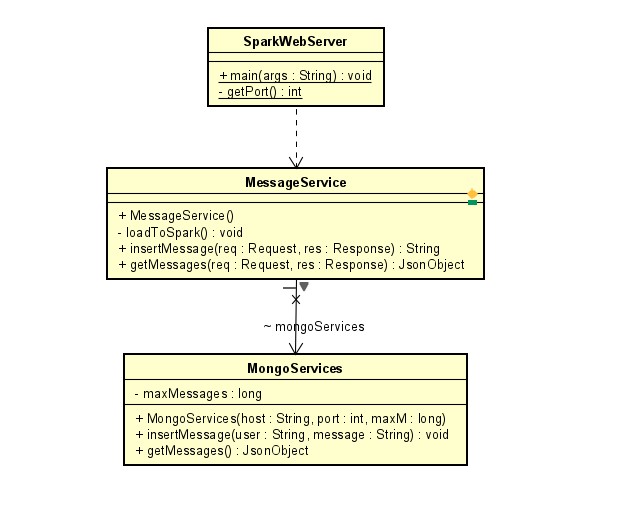 SparkWebServer
+ main(args : String) : void
- getPort() : int
MessageService
+ MessageService()
- loadToSpark() : void
+ insertMessage(req : Request, res : Response) : String
+ getMessages(req : Request, res : Response) : JsonObject
~ mongoServices
MongoServices
- maxMessages : long
+ MongoServices(host : String, port : int, maxM : long)
+ insertMessage(user : String, message : String) : void
+ getMessages() : JsonObject